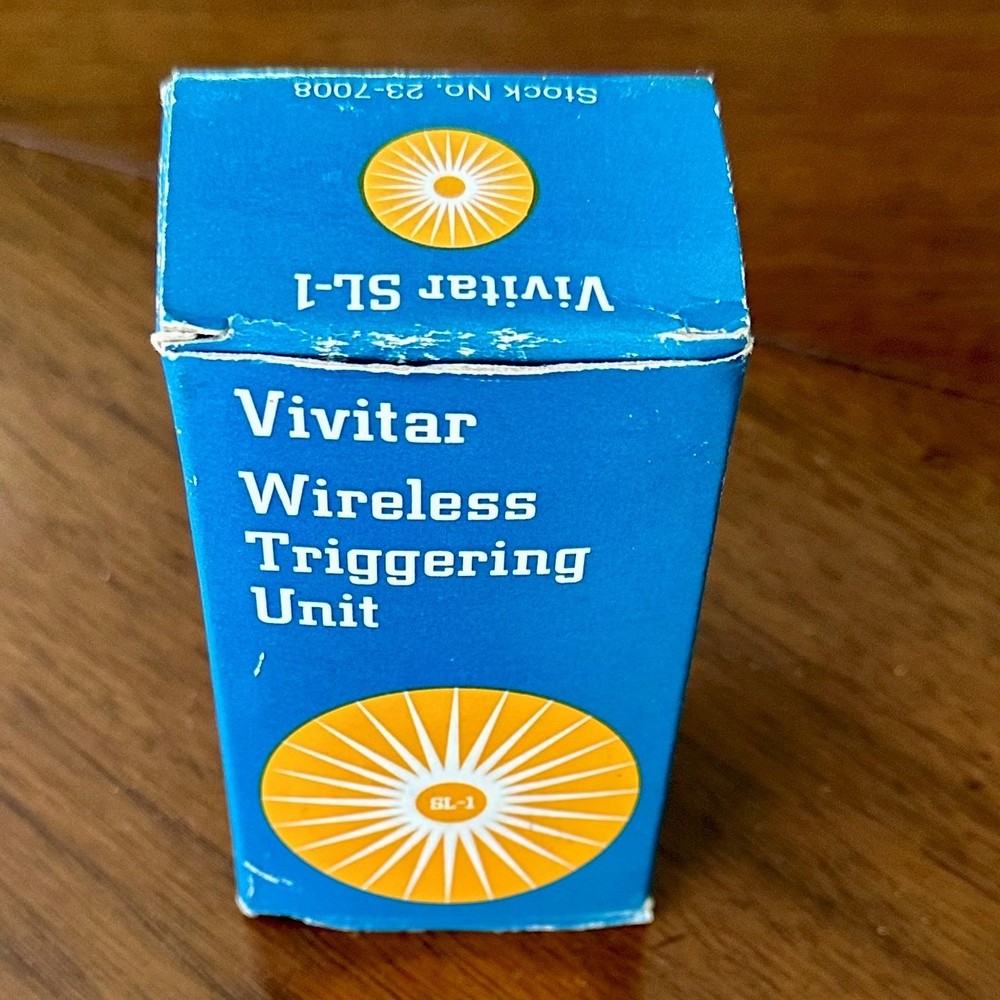 Stock No. 23-7008
Vivitar SL-1
Vivitar
Wireless
Triggering
Unit
SL-1